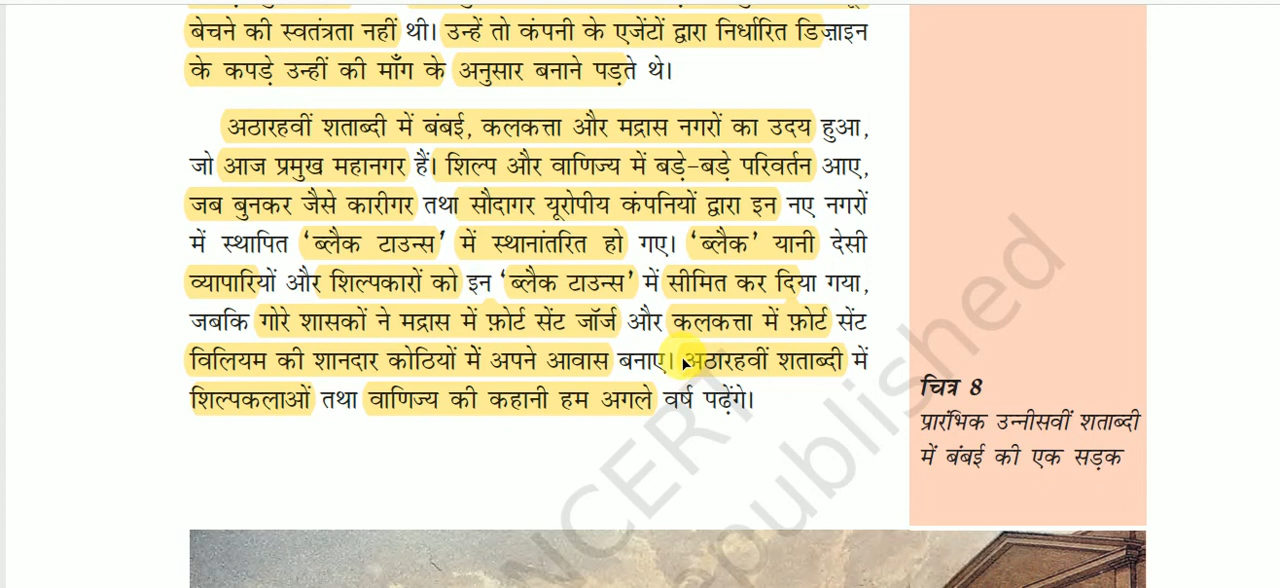 बेचने की स्वतंत्रता नहीं थी। उन्हें तो कंपनी के एजेंटों द्वारा निर्धारित डिज़ाइन
के कपड़े उन्हीं की माँग के अनुसार बनाने पड़ते थे।
अठारहवीं शताब्दी में बंबई, कलकत्ता और मद्रास नगरों का उदय हुआ,
जो आज प्रमुख महानगर हैं। शिल्प और वाणिज्य में बड़े-बड़े परिवर्तन आए,
जब बुनकर जैसे कारीगर तथा सौदागर यूरोपीय कंपनियों द्वारा इन नए नगरों
में स्थापित ‘ब्लैक टाउन्स’ में स्थानांतरित हो गए। ‘ब्लैक’ यानी देसी
व्यापारियों और शिल्पकारों को इन ‘ब्लैक टाउन्स’ में सीमित कर दिया गया,
जबकि गोरे शासकों ने मद्रास में फ़ोर्ट सेंट जॉर्ज और कलकत्ता में फ़ोर्ट सेंट
विलियम की शानदार कोठियों में अपने आवास बनाए। अठारहवीं शताब्दी में
शिल्पकलाओं तथा वाणिज्य की कहानी हम अगले वर्ष पढ़ेंगे।
चित्र 8
प्रारंभिक उन्नीसवीं शताब्दी
में बंबई की एक सड़क
NCERT
republished